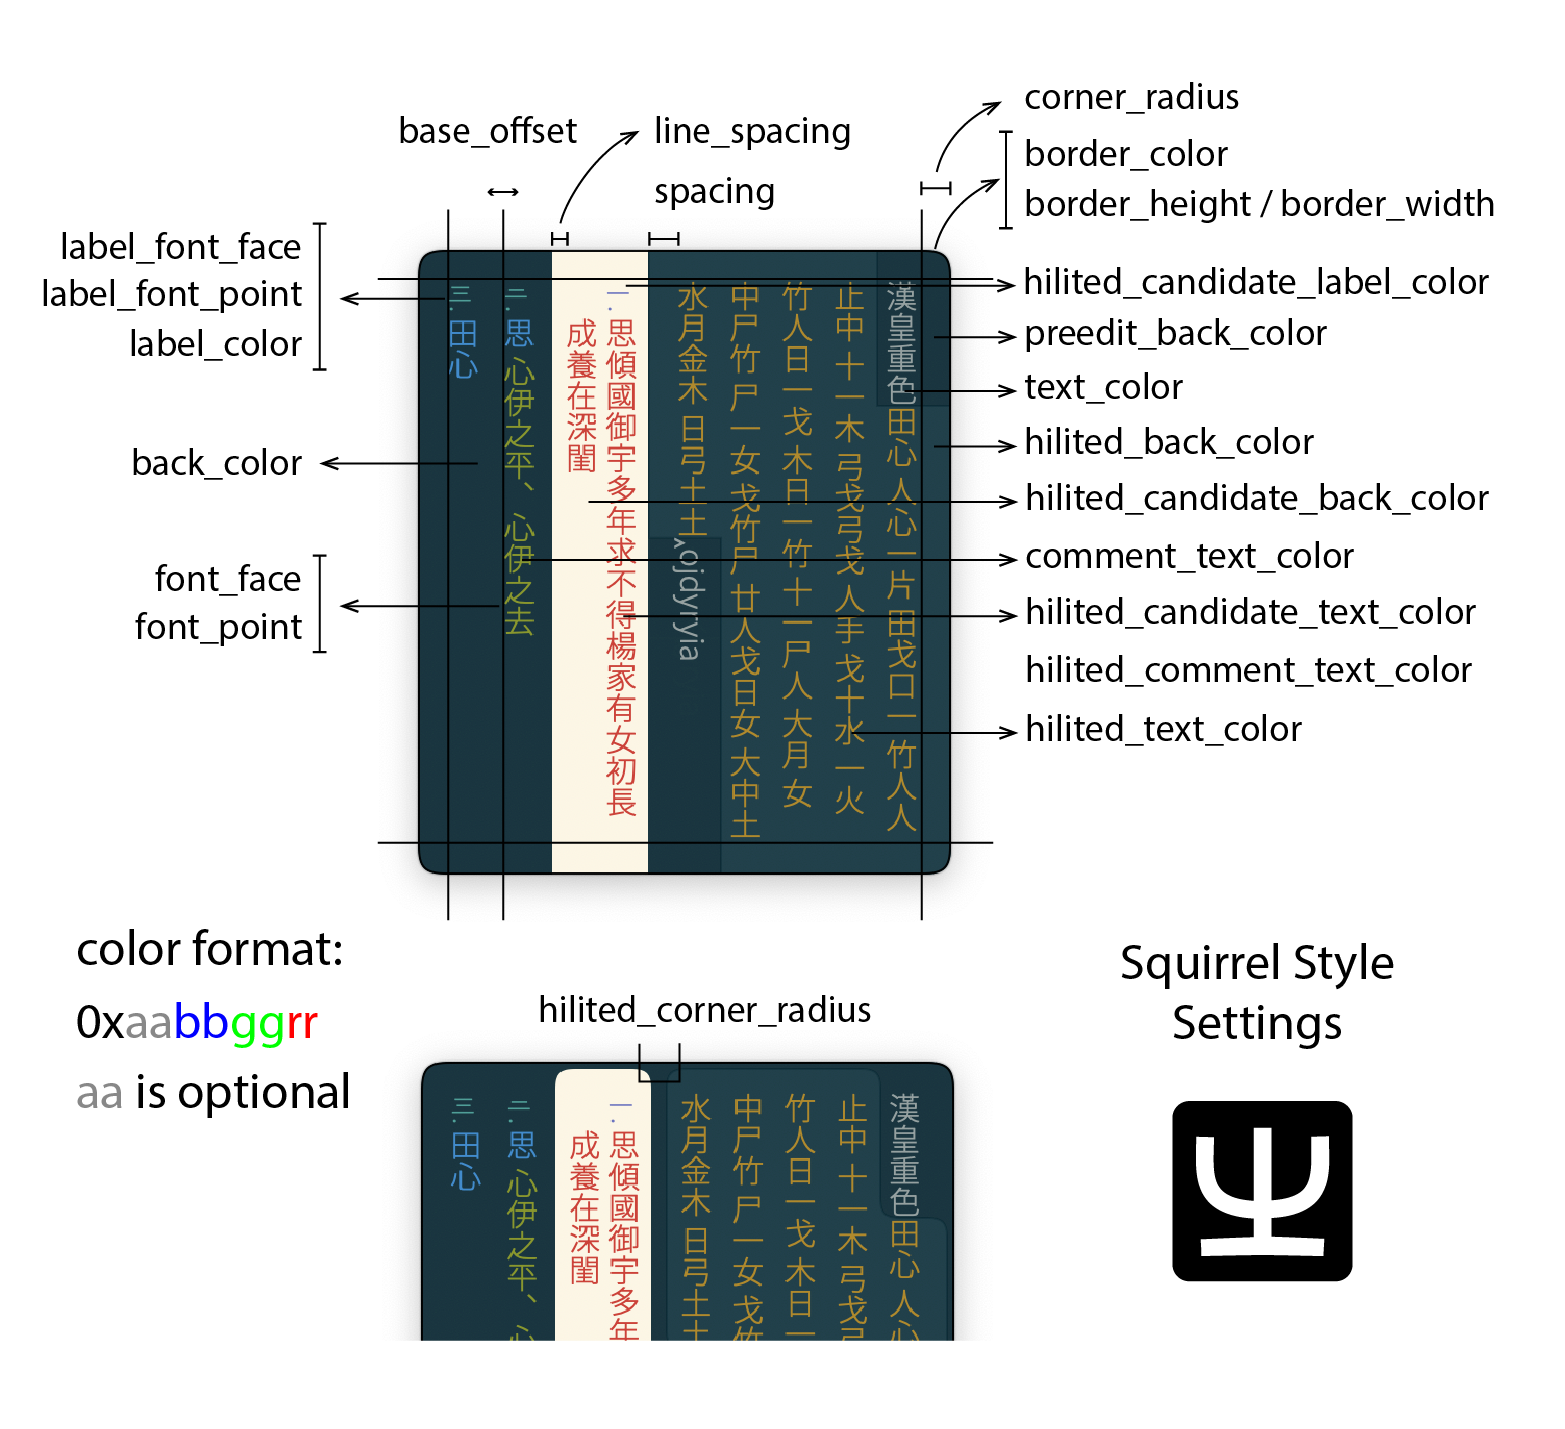 corner_radius
base_offset
line_spacing
border_color
spacing
border_height / border_width
label_font_face
label_font_point
label_color
back_color
font_face
font_point
hilited_candidate_label_color
preedit_back_color
text_color
hilited_back_color
hilited_candidate_back_color
comment_text_color
hilited_candidate_text_color
hilited_comment_text_color
hilited_text_color
漢皇重色田心 人心一片 田戈口一竹人人
止中 十一木 弓戈弓戈 人手 戈十水 一火
竹人日一戈 木日一竹 十一尸人 大月 女
中尸竹 尸一女 戈竹尸 廿人戈日女 大中土
水月金木 日弓土土
ojdyryia
一. 思傾國御宇多年求不得楊家有女初長
成養在深閨
二. 思 心伊之平、心伊之去
三. 田心
color format:
0xaabbggrr
aa is optional
Squirrel Style
Settings
hilited_corner_radius
漢皇重色田心 人心
止中 十一木 弓戈弓
竹人日一戈 木日一
中尸竹 尸一女 戈竹
水月金木 日弓土土
一. 思傾國御宇多年
成養在深閨
二. 思 心伊之平、心
三. 田心